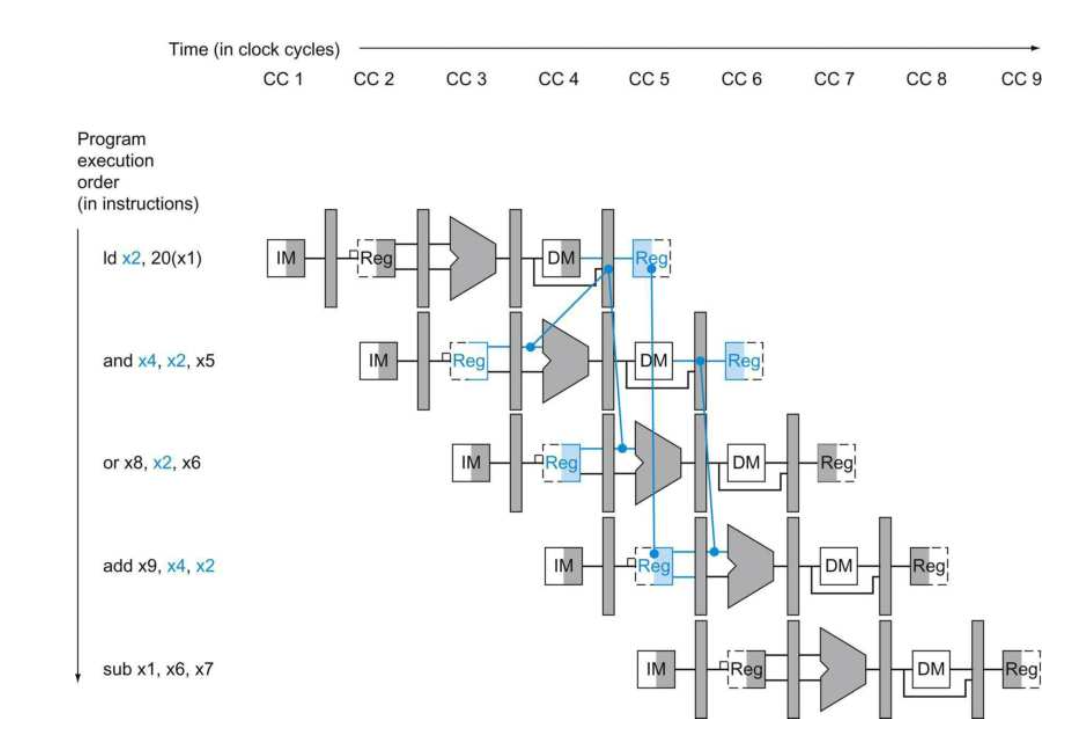 Time (in clock cycles)
CC 1 CC 2 CC 3 CC 4 CC 5 CC 6 CC 7 CC 8 CC 9
Program
execution
order
(in instructions)
ld x2, 20(x1)
IM Reg DM Reg
and x4, x2, x5
IM Reg DM Reg
or x8, x2, x6
IM Reg DM Reg
add x9, x4, x2
IM Reg DM Reg
sub x1, x6, x7
IM Reg DM Reg